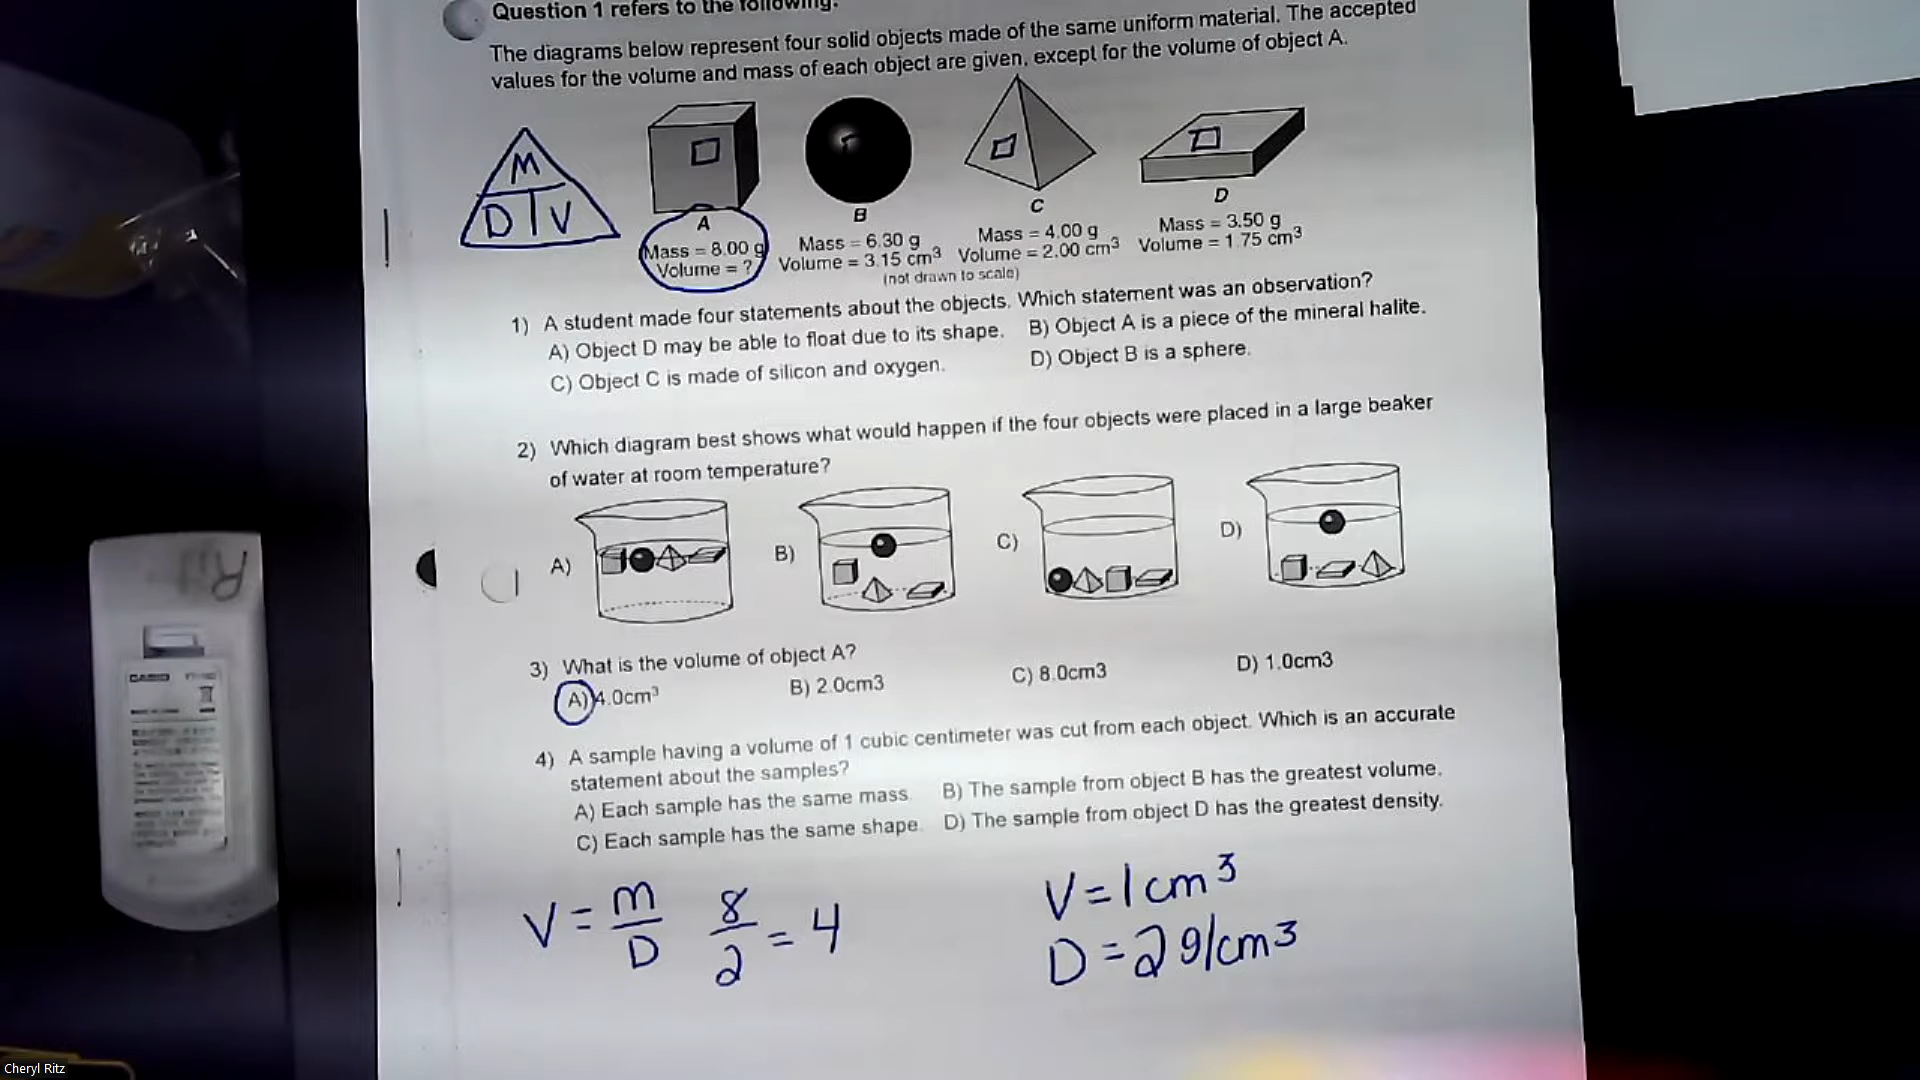 Question 1 refers to the following.
The diagrams below represent four solid objects made of the same uniform material. The accepted
values for the volume and mass of each object are given, except for the volume of object A.
M
D V
A
Mass = 8.00 g
Volume = ?
B
Mass = 6.30 g
Volume = 3.15 cm³
C
Mass = 4.00 g
Volume = 2.00 cm³
D
Mass = 3.50 g
Volume = 1.75 cm³
(not drawn to scale)
1) A student made four statements about the objects. Which statement was an observation?
A) Object D may be able to float due to its shape. B) Object A is a piece of the mineral halite.
C) Object C is made of silicon and oxygen. D) Object B is a sphere.
2) Which diagram best shows what would happen if the four objects were placed in a large beaker
of water at room temperature?
A) B) C) D)
3) What is the volume of object A?
A) 4.0cm³ B) 2.0cm3 C) 8.0cm3 D) 1.0cm3
4) A sample having a volume of 1 cubic centimeter was cut from each object. Which is an accurate
statement about the samples?
A) Each sample has the same mass. B) The sample from object B has the greatest volume.
C) Each sample has the same shape. D) The sample from object D has the greatest density.
V = m/D 8/2 = 4
V = 1 cm³
D = 2 g/cm³
CASIO
Cheryl Ritz